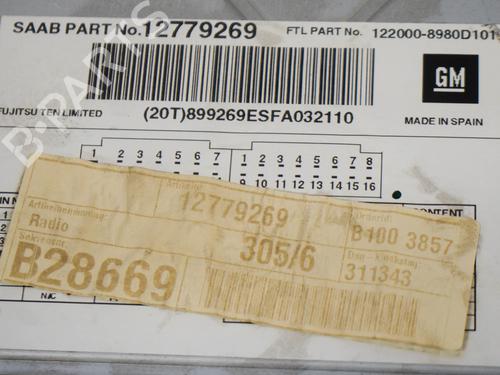 SAAB PART No. 12779269
FTL PART No. 122000-8980D101
GM
FUJITSU TEN LIMITED
(20T)899269ESFA032110
MADE IN SPAIN
B-PARTS
1 2 3 4 5 6 7
1 2 3 4 5 6 7 8
9 10 11 12 13 14 15 16
CONTENT
12779269
Radio
305/6
B100 3857
311343
B28669
N/C